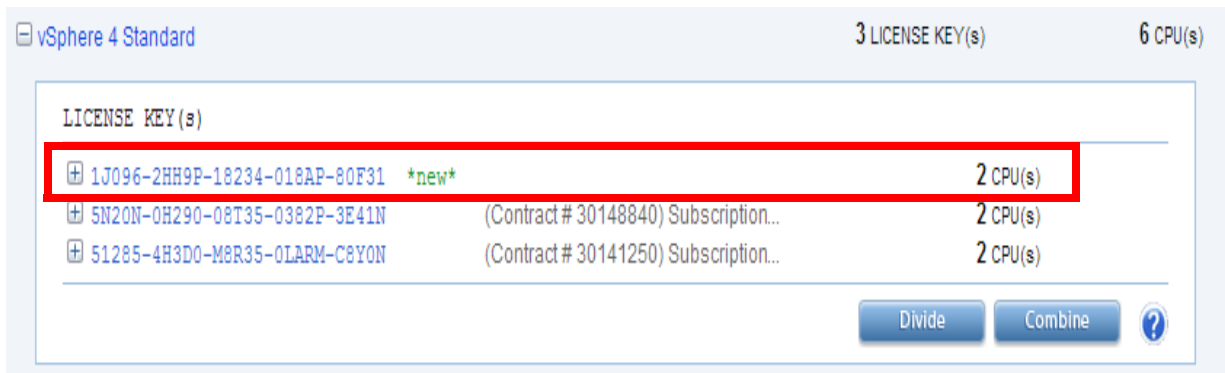 vSphere 4 Standard 3 LICENSE KEY(s) 6 CPU(s)
LICENSE KEY(s)
1J096-2HH9P-18234-018AP-80F31 *new* 2 CPU(s)
5N20N-0H290-08T35-0382P-3E41N (Contract # 30148840) Subscription... 2 CPU(s)
51285-4H3D0-M8R35-0LARM-C8Y0N (Contract # 30141250) Subscription... 2 CPU(s)
Divide Combine ?